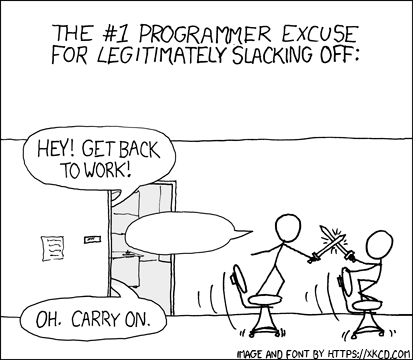 THE #1 PROGRAMMER EXCUSE
FOR LEGITIMATELY SLACKING OFF:
HEY! GET BACK
TO WORK!
OH. CARRY ON.
IMAGE AND FONT BY HTTPS://XKCD.COM